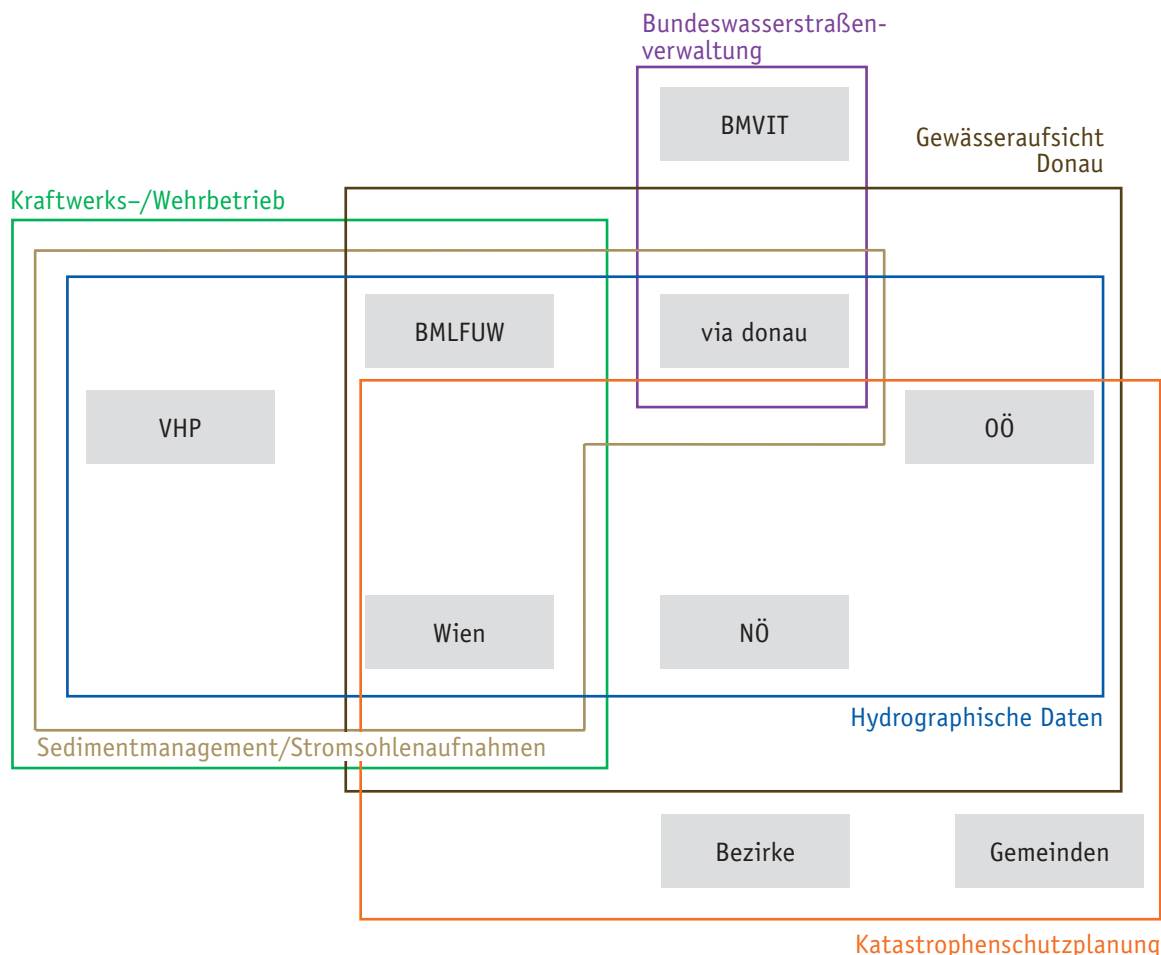 Bundeswasserstraßen-
verwaltung
BMVIT
Gewässeraufsicht
Donau
Kraftwerks–/Wehrbetrieb
BMLFUW
via donau
VHP
OÖ
Wien
NÖ
Hydrographische Daten
Sedimentmanagement/Stromsohlenaufnahmen
Bezirke
Gemeinden
Katastrophenschutzplanung